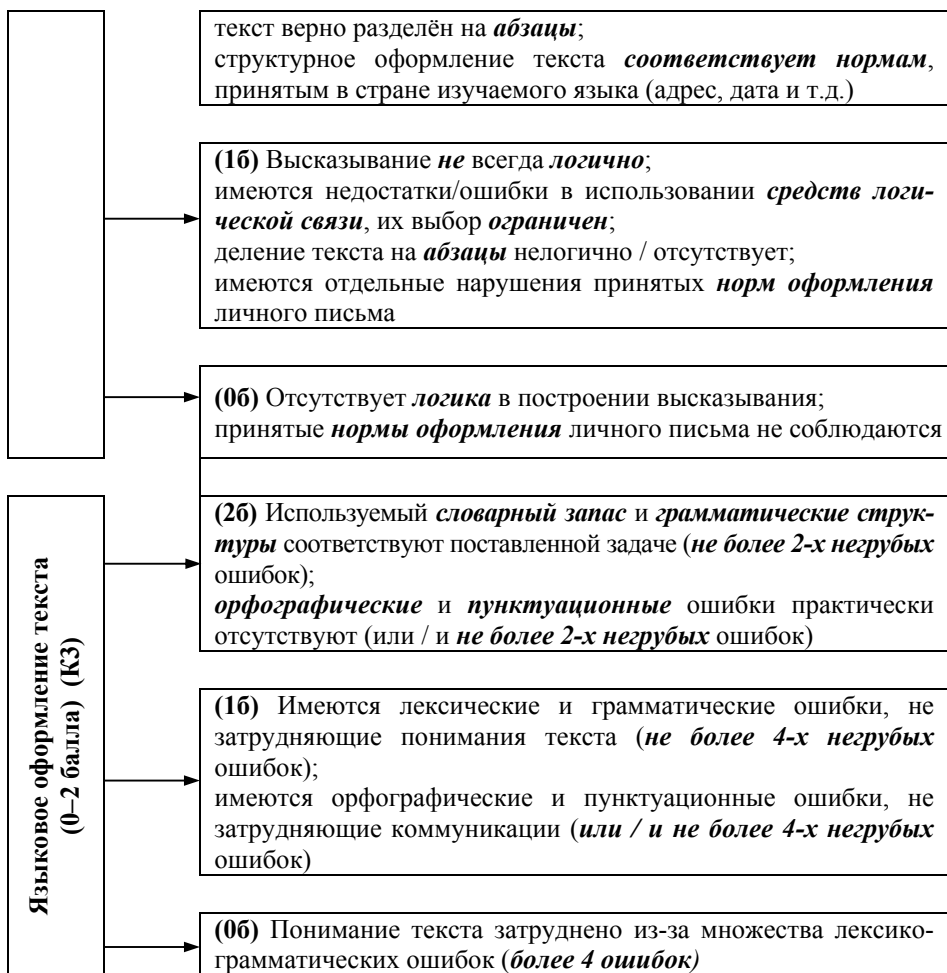 текст верно разделён на абзацы;
структурное оформление текста соответствует нормам,
принятым в стране изучаемого языка (адрес, дата и т.д.)
(1б) Высказывание не всегда логично;
имеются недостатки/ошибки в использовании средств логи-
ческой связи, их выбор ограничен;
деление текста на абзацы нелогично / отсутствует;
имеются отдельные нарушения принятых норм оформления
личного письма
(0б) Отсутствует логика в построении высказывания;
принятые нормы оформления личного письма не соблюдаются
Языковое оформление текста
(0–2 балла) (К3)
(2б) Используемый словарный запас и грамматические струк-
туры соответствуют поставленной задаче (не более 2-х негрубых
ошибок);
орфографические и пунктуационные ошибки практически
отсутствуют (или / и не более 2-х негрубых ошибок)
(1б) Имеются лексические и грамматические ошибки, не
затрудняющие понимания текста (не более 4-х негрубых
ошибок);
имеются орфографические и пунктуационные ошибки, не
затрудняющие коммуникации (или / и не более 4-х негрубых
ошибок)
(0б) Понимание текста затруднено из-за множества лексико-
грамматических ошибок (более 4 ошибок)